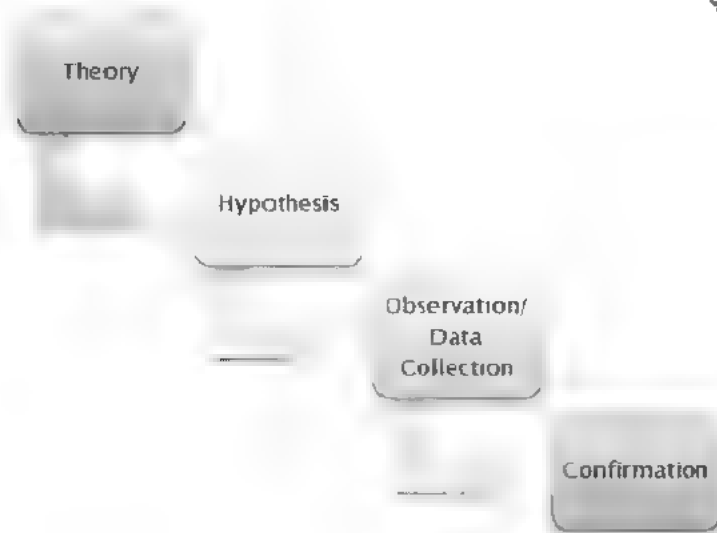 Theory
Hypothesis
Observation/
Data
Collection
Confirmation